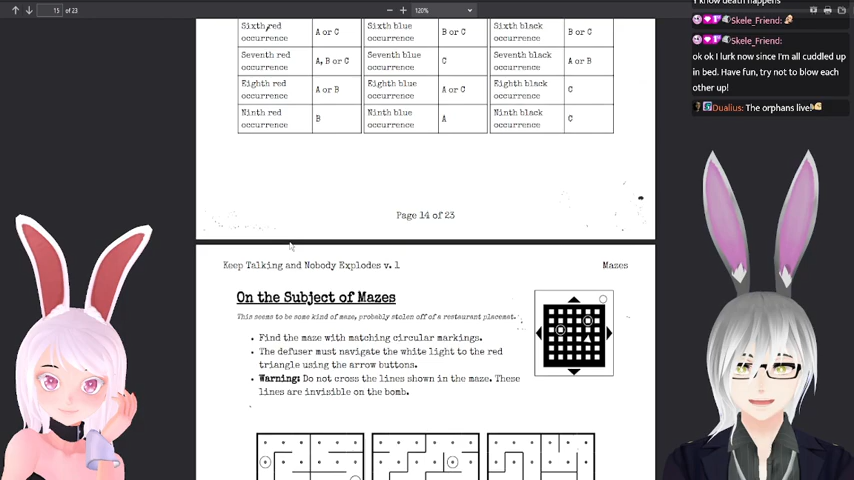 15 of 23
120%
Sixth red occurrence A or C Sixth blue occurrence B or C Sixth black occurrence B or C
Seventh red occurrence A, B or C Seventh blue occurrence C Seventh black occurrence A or B
Eighth red occurrence A or B Eighth blue occurrence A or C Eighth black occurrence C
Ninth red occurrence B Ninth blue occurrence A Ninth black occurrence C
Page 14 of 23
Keep Talking and Nobody Explodes v. 1 Mazes
On the Subject of Mazes
This seems to be some kind of maze, probably stolen off of a restaurant placemat.
• Find the maze with matching circular markings.
• The defuser must navigate the white light to the red
triangle using the arrow buttons.
• Warning: Do not cross the lines shown in the maze. These
lines are invisible on the bomb.
Y'know death happens
Skele_Friend:
Skele_Friend:
ok ok I lurk now since I'm all cuddled up
in bed. Have fun, try not to blow each
other up!
Dualius: The orphans live!